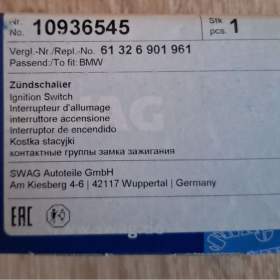 Nr.
No. 10936545 Stk
pcs. 1
Vergl.-Nr./Repl.-No. 61 32 6 901 961
Passend:/To fit: BMW
Zündschalter
Ignition Switch
Interrupteur d'allumage
interruttore accensione
Interruptor de encendido
Kostka stacyjki
контактные группы замка зажигания
SWAG Autoteile GmbH
Am Kiesberg 4-6 | 42117 Wuppertal | Germany
EAC